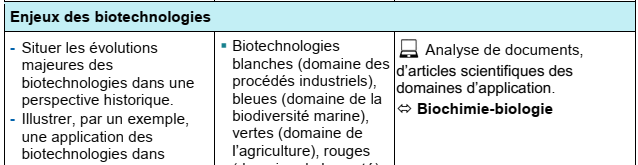 Enjeux des biotechnologies
- Situer les évolutions
majeures des
biotechnologies dans une
perspective historique.
- Illustrer, par un exemple,
une application des
biotechnologies dans
▪ Biotechnologies
blanches (domaine des
procédés industriels),
bleues (domaine de la
biodiversité marine),
vertes (domaine de
l'agriculture), rouges
Analyse de documents,
d'articles scientifiques des
domaines d'application.
⇔ Biochimie-biologie